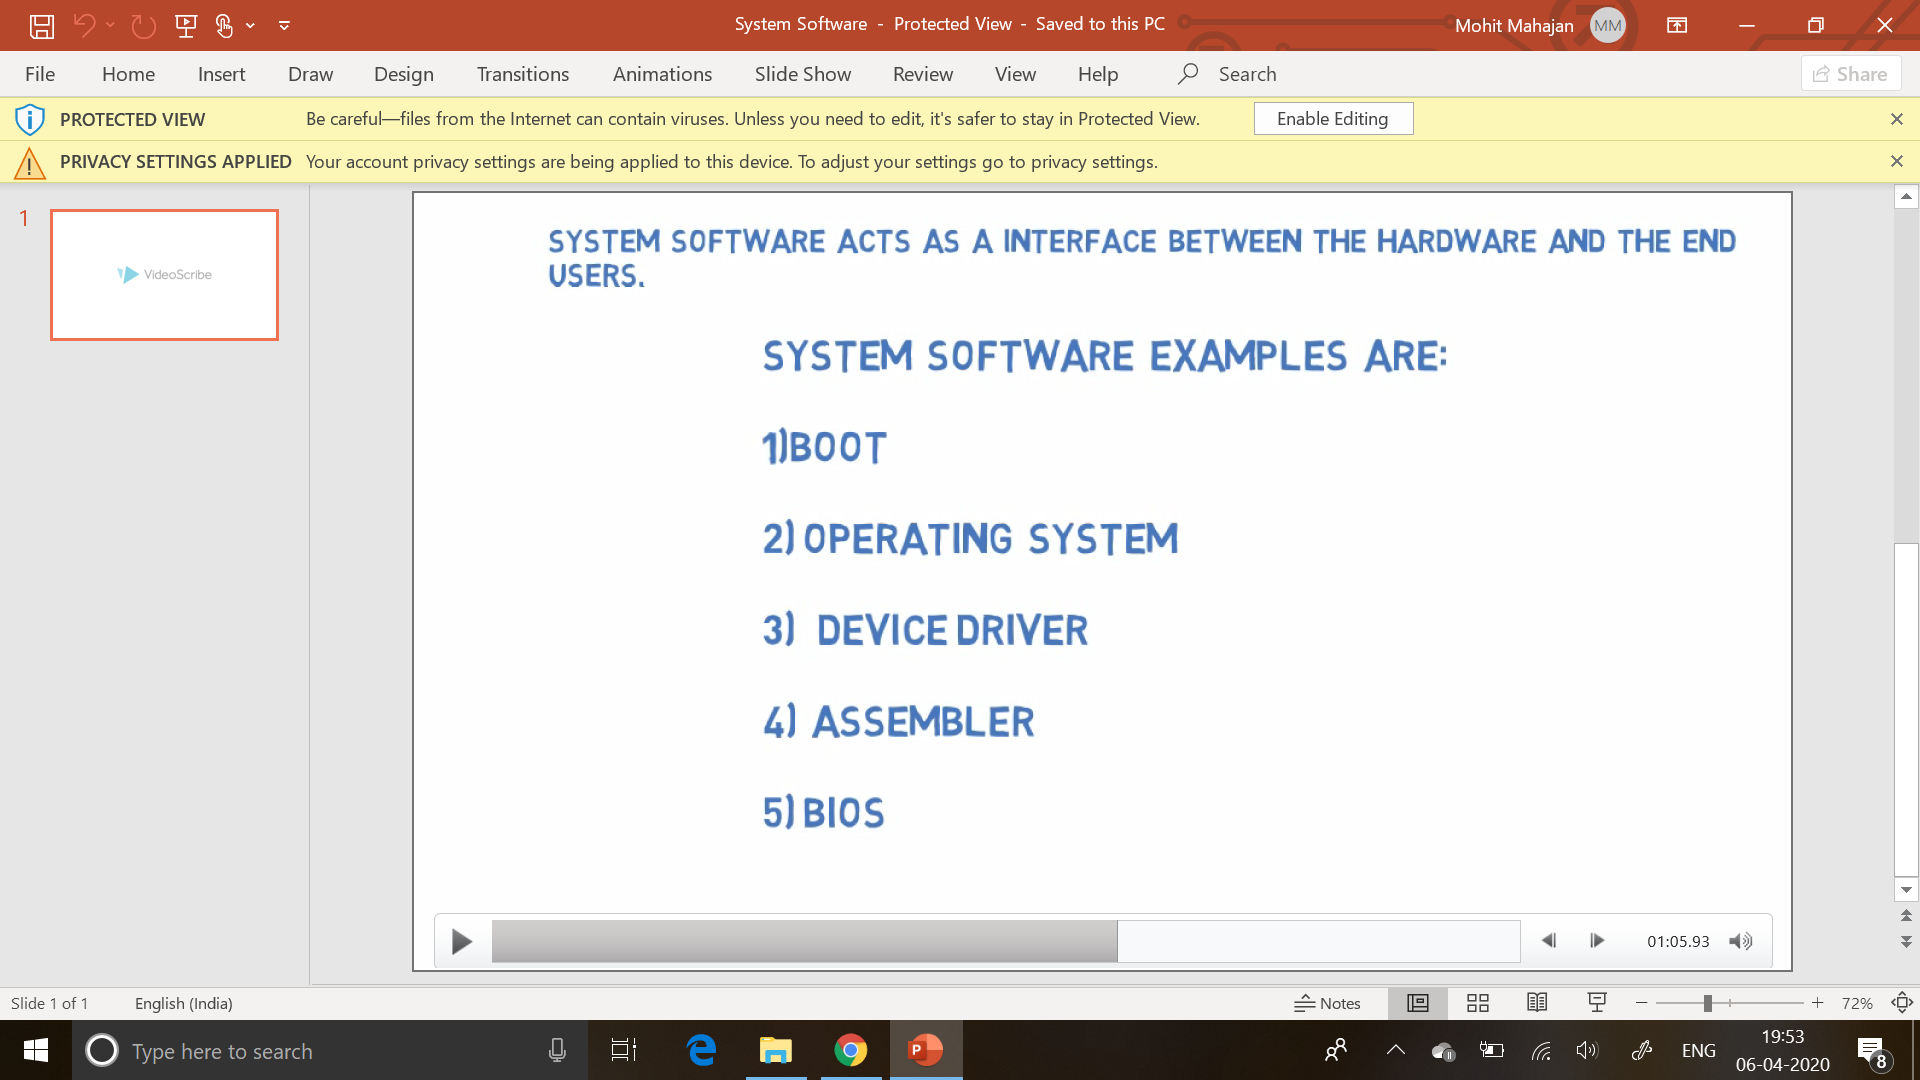 System Software - Protected View - Saved to this PC
Mohit Mahajan MM
File Home Insert Draw Design Transitions Animations Slide Show Review View Help Search Share
PROTECTED VIEW Be careful—files from the Internet can contain viruses. Unless you need to edit, it's safer to stay in Protected View. Enable Editing
PRIVACY SETTINGS APPLIED Your account privacy settings are being applied to this device. To adjust your settings go to privacy settings.
1
VideoScribe
SYSTEM SOFTWARE ACTS AS A INTERFACE BETWEEN THE HARDWARE AND THE END
USERS.
SYSTEM SOFTWARE EXAMPLES ARE:
1)BOOT
2) OPERATING SYSTEM
3) DEVICE DRIVER
4) ASSEMBLER
5) BIOS
01:05.93
Slide 1 of 1 English (India) Notes 72%
Type here to search
ENG
19:53
06-04-2020
8